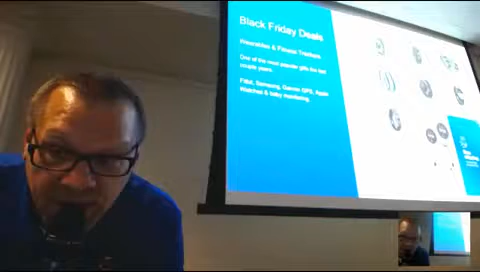 Black Friday Deals
Wearables & Fitness Trackers
One of the most popular gifts the last
couple years.
Fitbit, Samsung, Garmin GPS, Apple
Watches & baby monitoring.